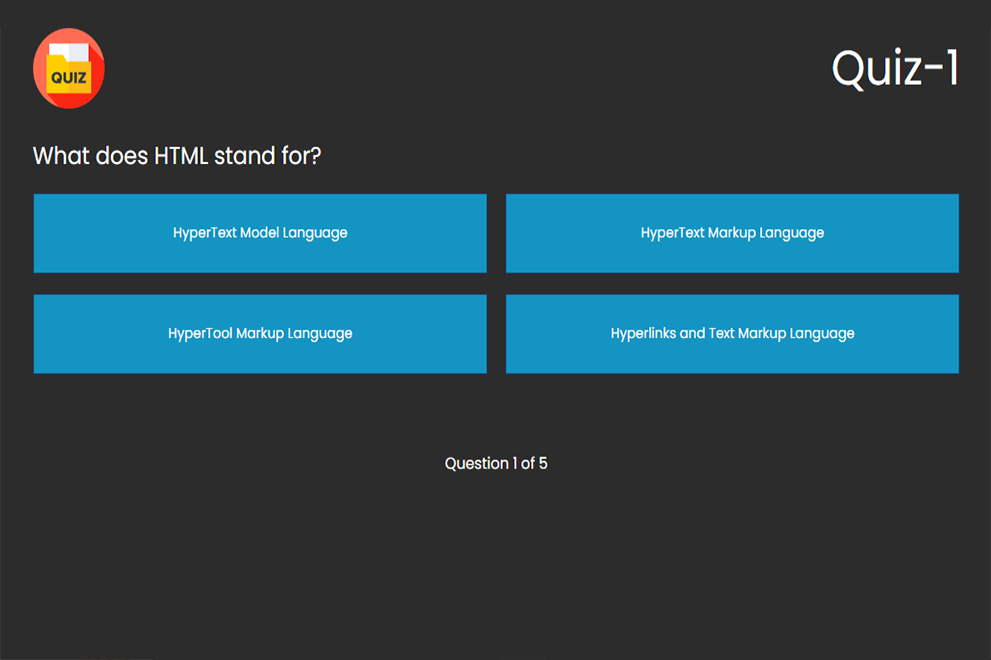 QUIZ
Quiz-1
What does HTML stand for?
HyperText Model Language
HyperText Markup Language
HyperTool Markup Language
Hyperlinks and Text Markup Language
Question 1 of 5